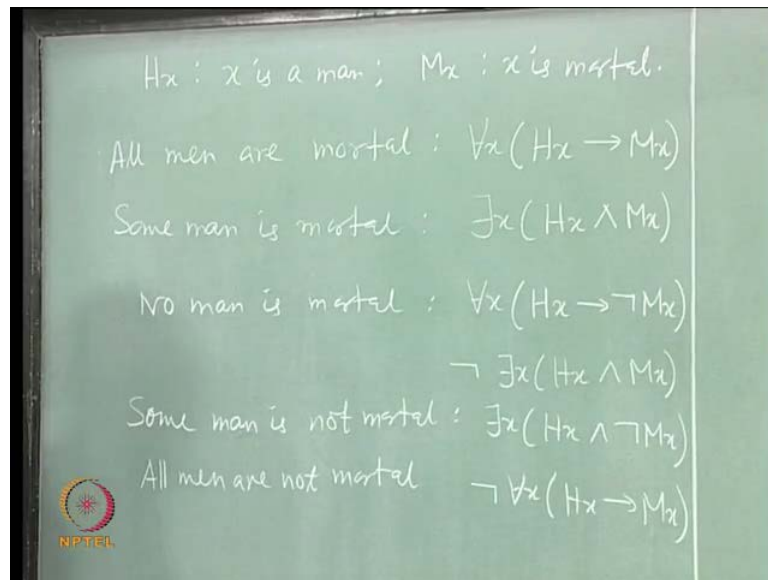 Hx : x is a man ; Mx : x is mortal.
All men are mortal : ∀x(Hx → Mx)
Some man is mortal : ∃x(Hx ∧ Mx)
No man is mortal : ∀x(Hx → ¬Mx)
¬ ∃x(Hx ∧ Mx)
Some man is not mortal : ∃x(Hx ∧ ¬Mx)
All men are not mortal ¬ ∀x(Hx → Mx)
NPTEL